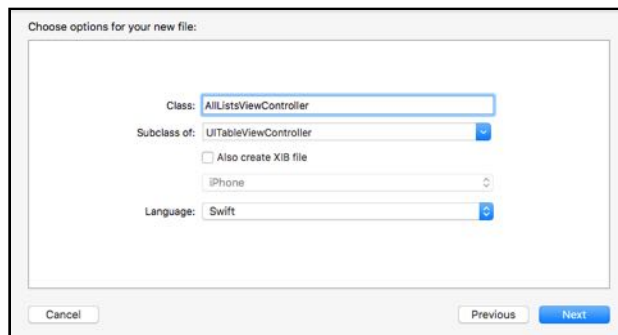 Choose options for your new file:
Class: AllListsViewController
Subclass of: UITableViewController
Also create XIB file
iPhone
Language: Swift
Cancel Previous Next